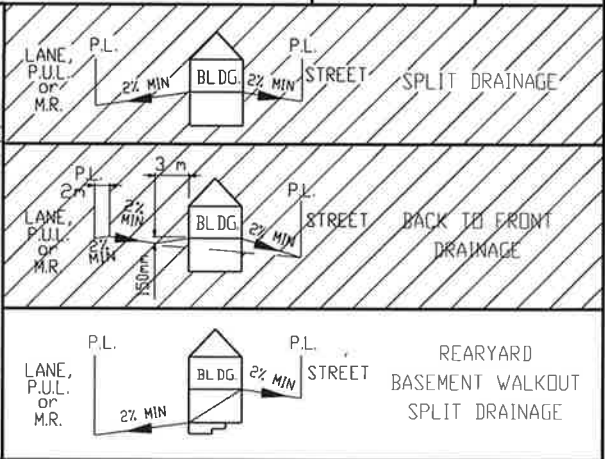 LANE,
P.U.L.
or
M.R.
P.L.
2% MIN
BLDG.
2% MIN
P.L.
STREET
SPLIT DRAINAGE
LANE,
P.U.L.
or
M.R.
P.L.
2m
2% MIN
2% MIN
3 m
150mm
BLDG
2% MIN
P.L.
STREET
BACK TO FRONT
DRAINAGE
LANE,
P.U.L.
or
M.R.
P.L.
2% MIN
BLDG.
2% MIN
P.L.
STREET
REARYARD
BASEMENT WALKOUT
SPLIT DRAINAGE